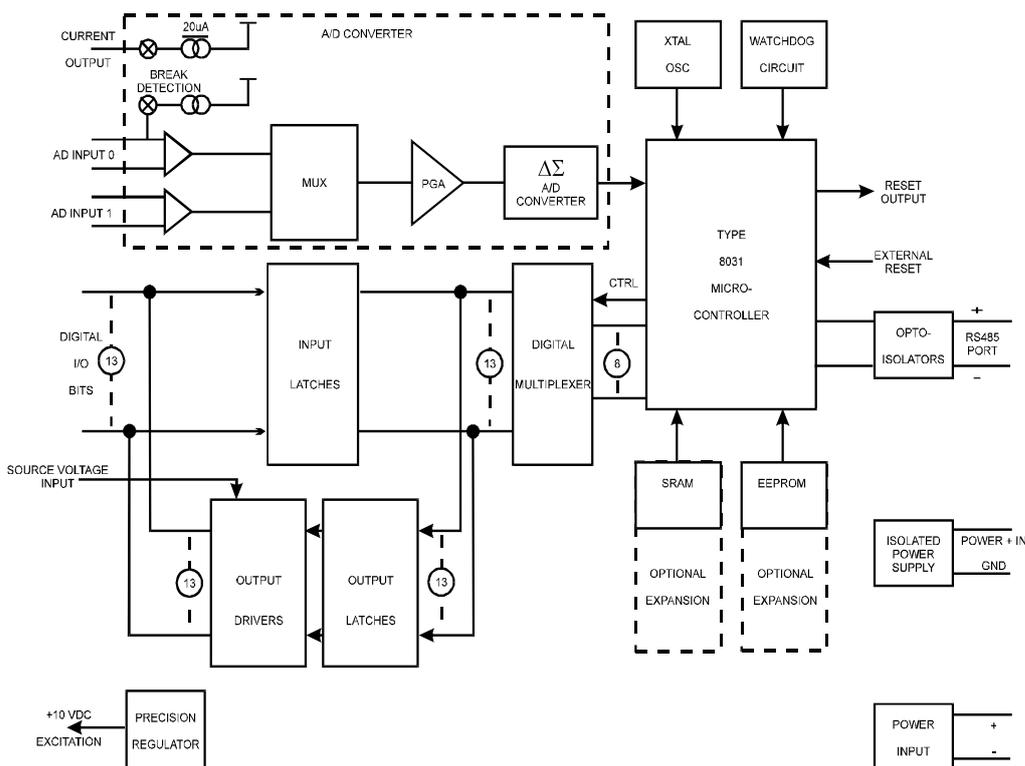 CURRENT
OUTPUT
20uA
A/D CONVERTER
BREAK
DETECTION
AD INPUT 0
AD INPUT 1
MUX
PGA
ΔΣ
A/D
CONVERTER
XTAL
OSC
WATCHDOG
CIRCUIT
TYPE
8031
MICRO-
CONTROLLER
RESET
OUTPUT
EXTERNAL
RESET
OPTO-
ISOLATORS
+
RS485
PORT
–
DIGITAL
I/O
BITS
13
INPUT
LATCHES
13
DIGITAL
MULTIPLEXER
CTRL
8
SOURCE VOLTAGE
INPUT
13
OUTPUT
DRIVERS
OUTPUT
LATCHES
13
SRAM
OPTIONAL
EXPANSION
EEPROM
OPTIONAL
EXPANSION
ISOLATED
POWER
SUPPLY
POWER + IN
GND
+10 VDC
EXCITATION
PRECISION
REGULATOR
POWER
INPUT
+
-